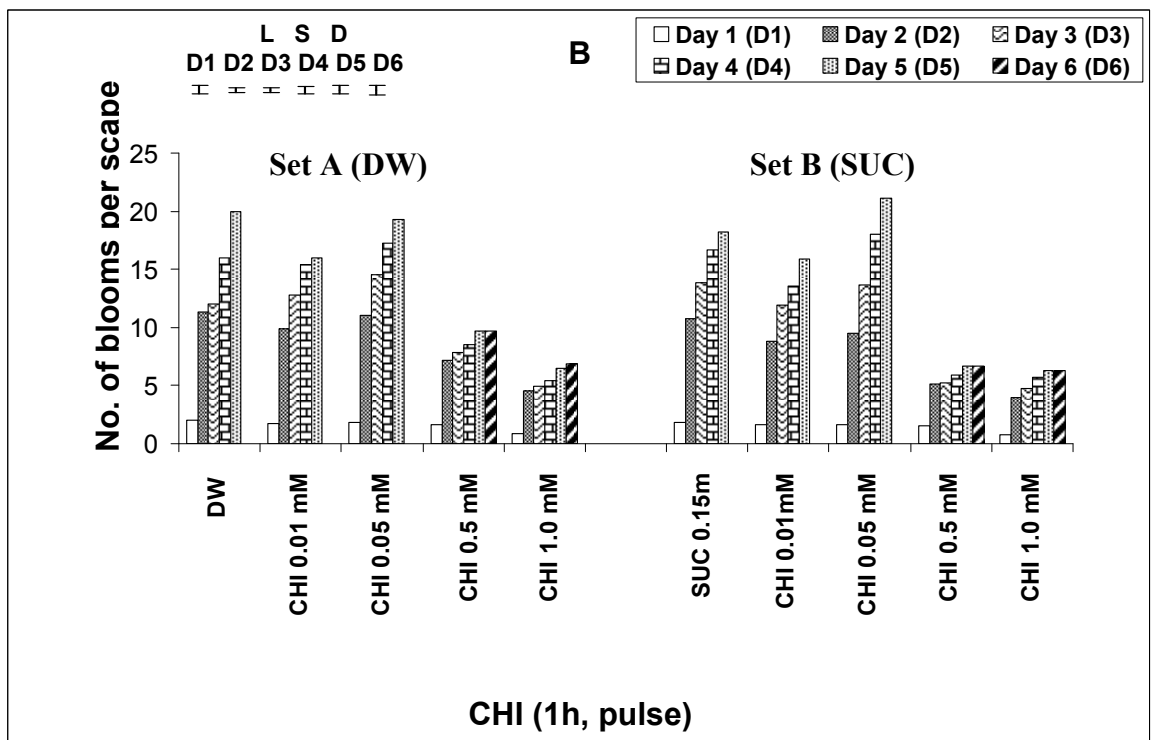 L S D
D1 D2 D3 D4 D5 D6
B
Day 1 (D1) Day 2 (D2) Day 3 (D3)
Day 4 (D4) Day 5 (D5) Day 6 (D6)
Set A (DW) Set B (SUC)
No. of blooms per scape
25
20
15
10
5
0
DW
CHI 0.01 mM
CHI 0.05 mM
CHI 0.5 mM
CHI 1.0 mM
SUC 0.15m
CHI 0.01mM
CHI 0.05 mM
CHI 0.5 mM
CHI 1.0 mM
CHI (1h, pulse)